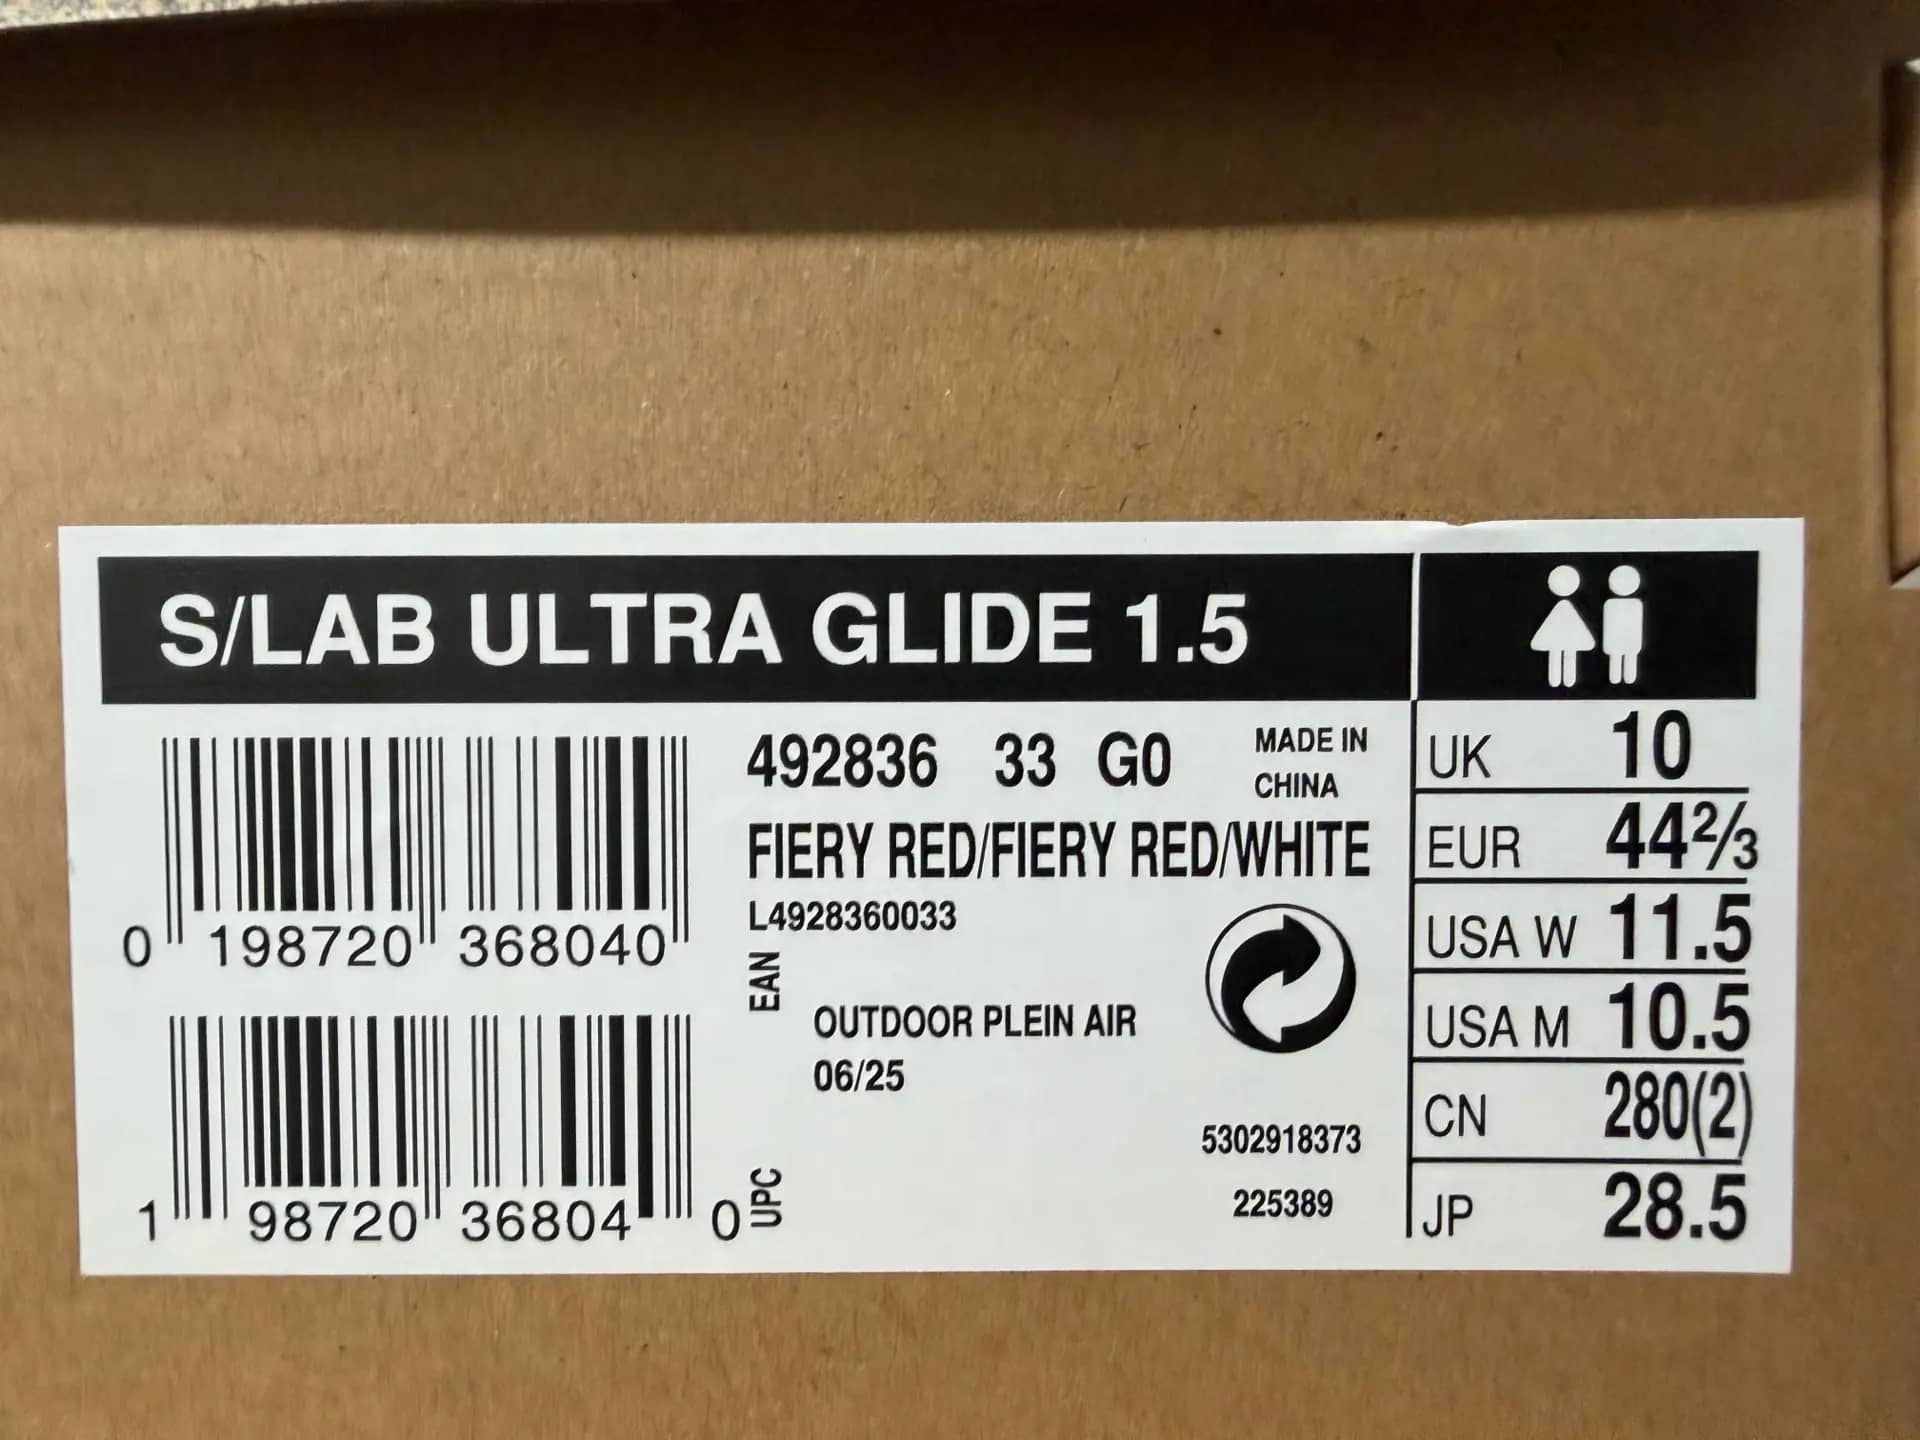 S/LAB ULTRA GLIDE 1.5
492836 33 G0
MADE IN
CHINA
FIERY RED/FIERY RED/WHITE
L4928360033
0 198720 368040
EAN
OUTDOOR PLEIN AIR
06/25
1 98720 36804 0
UPC
5302918373
225389
UK 10
EUR 44⅔
USA W 11.5
USA M 10.5
CN 280(2)
JP 28.5